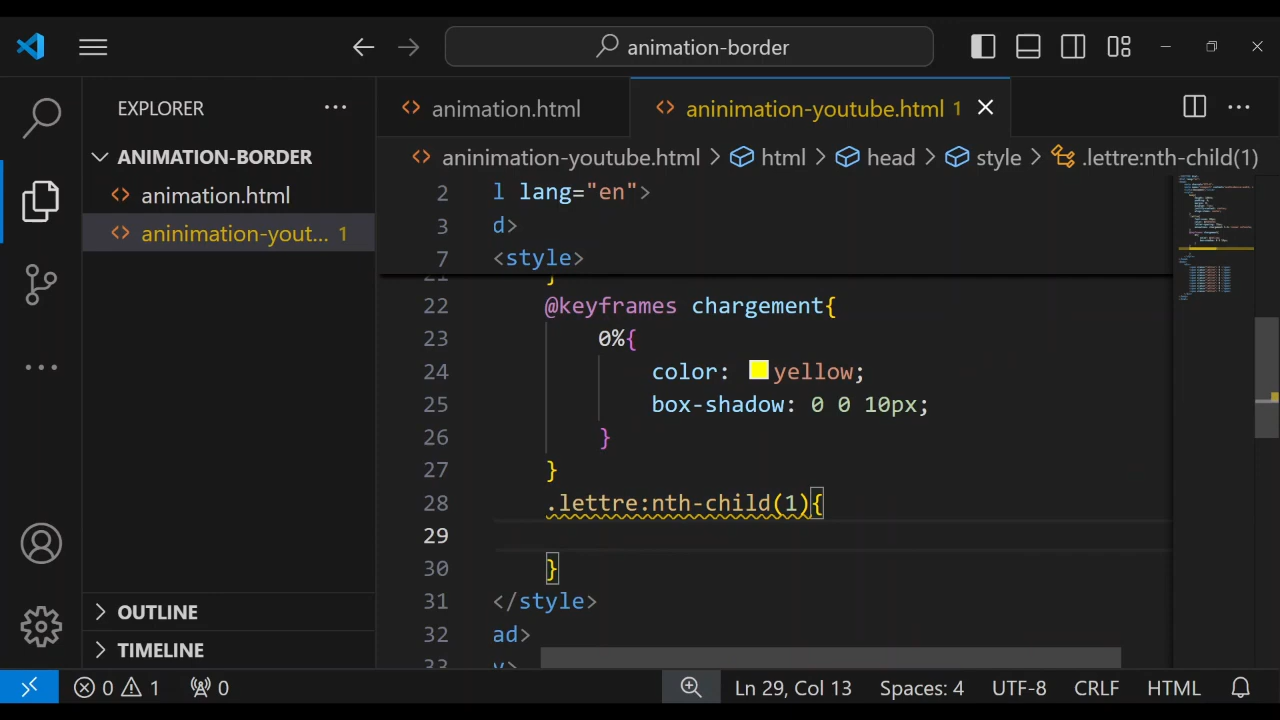 animation-border
EXPLORER
animation.html
aninimation-youtube.html 1
ANIMATION-BORDER
aninimation-youtube.html > html > head > style > .lettre:nth-child(1)
animation.html
aninimation-yout... 1
2 l lang="en">
3 d>
7 <style>
21 }
22 @keyframes chargement{
23 0%{
24 color: yellow;
25 box-shadow: 0 0 10px;
26 }
27 }
28 .lettre:nth-child(1){
29
30 }
31 </style>
32 ad>
33 y>
OUTLINE
TIMELINE
0 1 0
Ln 29, Col 13 Spaces: 4 UTF-8 CRLF HTML